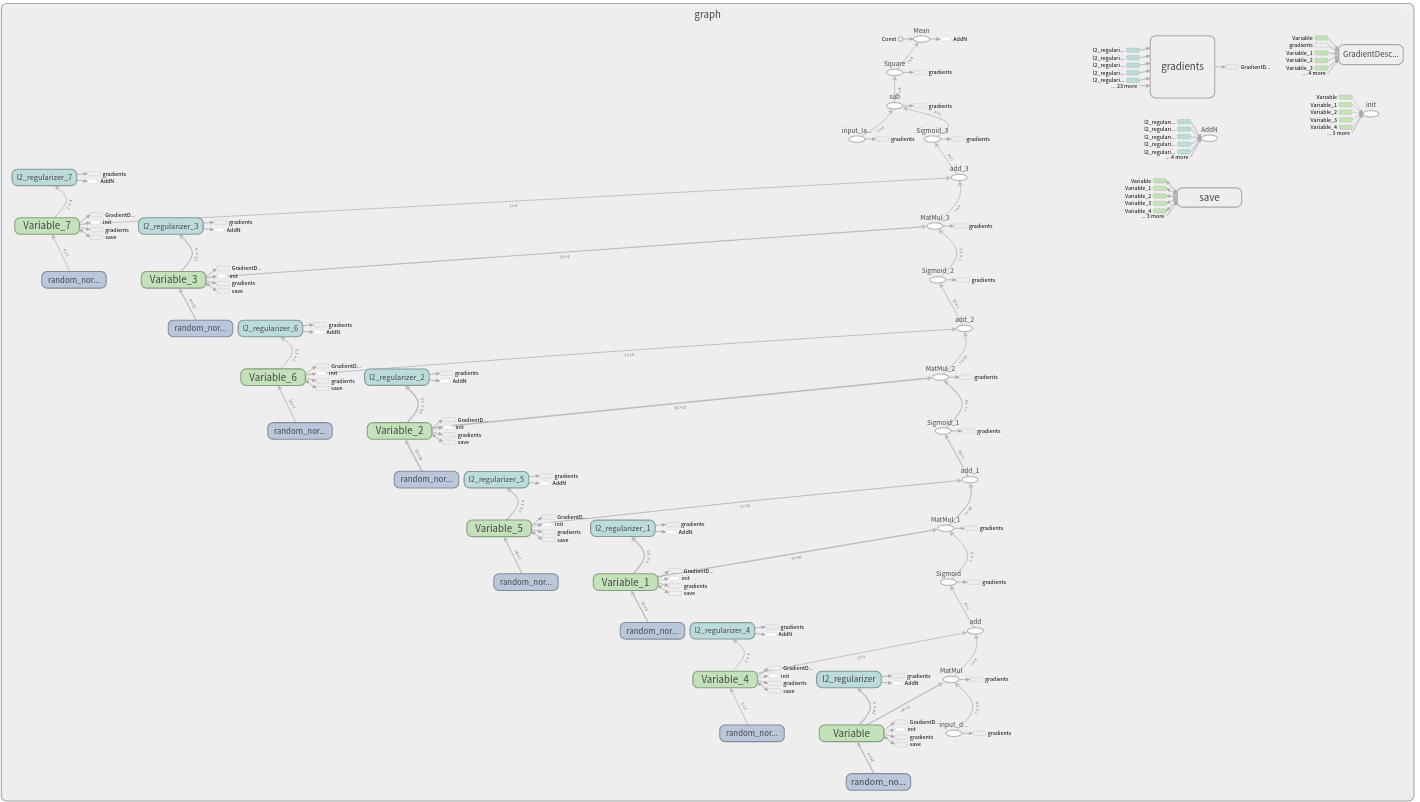 graph
Mean
Const
AddN
Square
gradients
sub
gradients
input_la...
gradients
Sigmoid_3
gradients
add_3
MatMul_3
gradients
Sigmoid_2
gradients
add_2
MatMul_2
gradients
Sigmoid_1
gradients
add_1
MatMul_1
gradients
Sigmoid
gradients
add
MatMul
gradients
input_d...
gradients
l2_regularizer_7
gradients
AddN
Variable_7
GradientD...
init
gradients
save
random_nor...
l2_regularizer_3
gradients
AddN
Variable_3
GradientD...
init
gradients
save
random_nor...
l2_regularizer_6
gradients
AddN
Variable_6
GradientD...
init
gradients
save
random_nor...
l2_regularizer_2
gradients
AddN
Variable_2
GradientD...
init
gradients
save
random_nor...
l2_regularizer_5
gradients
AddN
Variable_5
GradientD...
init
gradients
save
random_nor...
l2_regularizer_1
gradients
AddN
Variable_1
GradientD...
init
gradients
save
random_nor...
l2_regularizer_4
gradients
AddN
Variable_4
GradientD...
init
gradients
save
random_nor...
l2_regularizer
gradients
AddN
Variable
GradientD...
init
gradients
save
random_no...
l2_regulari...
l2_regulari...
l2_regulari...
l2_regulari...
l2_regulari...
... 23 more
gradients
GradientD...
Variable
gradients
Variable_1
Variable_2
Variable_3
... 4 more
GradientDesc...
Variable
Variable_1
Variable_2
Variable_3
Variable_4
... 3 more
init
l2_regulari...
l2_regulari...
l2_regulari...
l2_regulari...
l2_regulari...
... 4 more
AddN
Variable
Variable_1
Variable_2
Variable_3
Variable_4
... 3 more
save